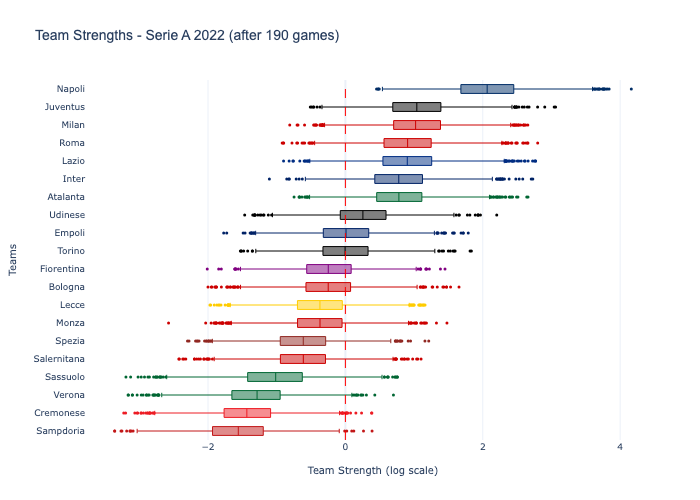 Team Strengths - Serie A 2022 (after 190 games)
Napoli
Juventus
Milan
Roma
Lazio
Inter
Atalanta
Udinese
Empoli
Torino
Fiorentina
Bologna
Lecce
Monza
Spezia
Salernitana
Sassuolo
Verona
Cremonese
Sampdoria
Teams
−2 0 2 4
Team Strength (log scale)